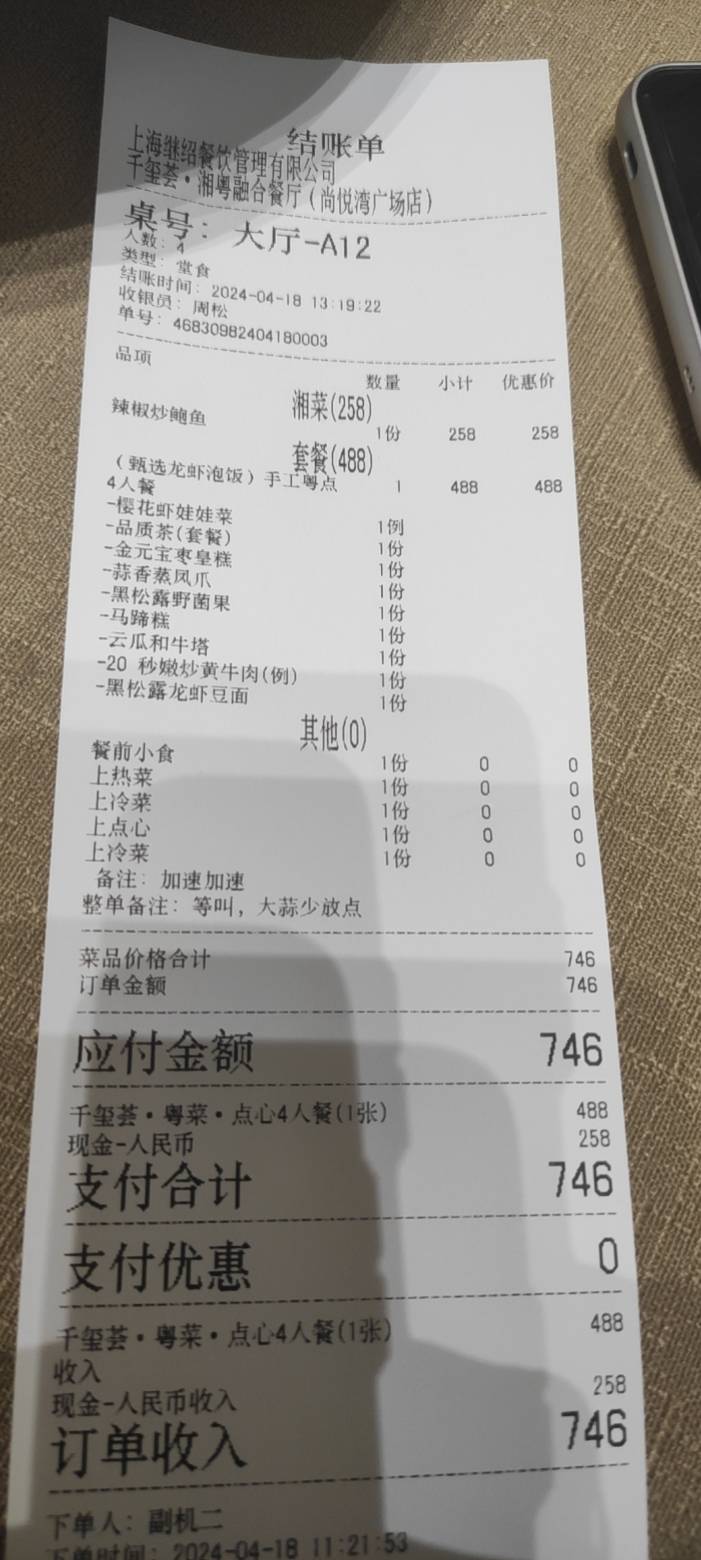 结账单
上海继绍餐饮管理有限公司
千玺荟·湘粤融合餐厅(尚悦湾广场店)
桌号: 大厅-A12
人数: 4
类型: 堂食
结账时间: 2024-04-18 13:19:22
收银员: 周松
单号: 46830982404180003
品项 数量 小计 优惠价
湘菜(258)
辣椒炒鲍鱼 1份 258 258
套餐(488)
(甄选龙虾泡饭)手工粤点 1 488 488
4人餐
-樱花虾娃娃菜 1例
-品质茶(套餐) 1份
-金元宝枣皇糕 1份
-蒜香蒸凤爪 1份
-黑松露野菌果 1份
-马蹄糕 1份
-云瓜和牛塔 1份
-20 秒嫩炒黄牛肉(例) 1份
-黑松露龙虾豆面 1份
其他(0)
餐前小食 1份 0 0
上热菜 1份 0 0
上冷菜 1份 0 0
上点心 1份 0 0
上冷菜 1份 0 0
备注: 加速加速
整单备注: 等叫, 大蒜少放点
菜品价格合计 746
订单金额 746
应付金额 746
千玺荟·粤菜·点心4人餐(1张) 488
现金-人民币 258
支付合计 746
支付优惠 0
千玺荟·粤菜·点心4人餐(1张) 488
收入
现金-人民币收入 258
订单收入 746
下单人: 副机二
下单时间: 2024-04-18 11:21:53